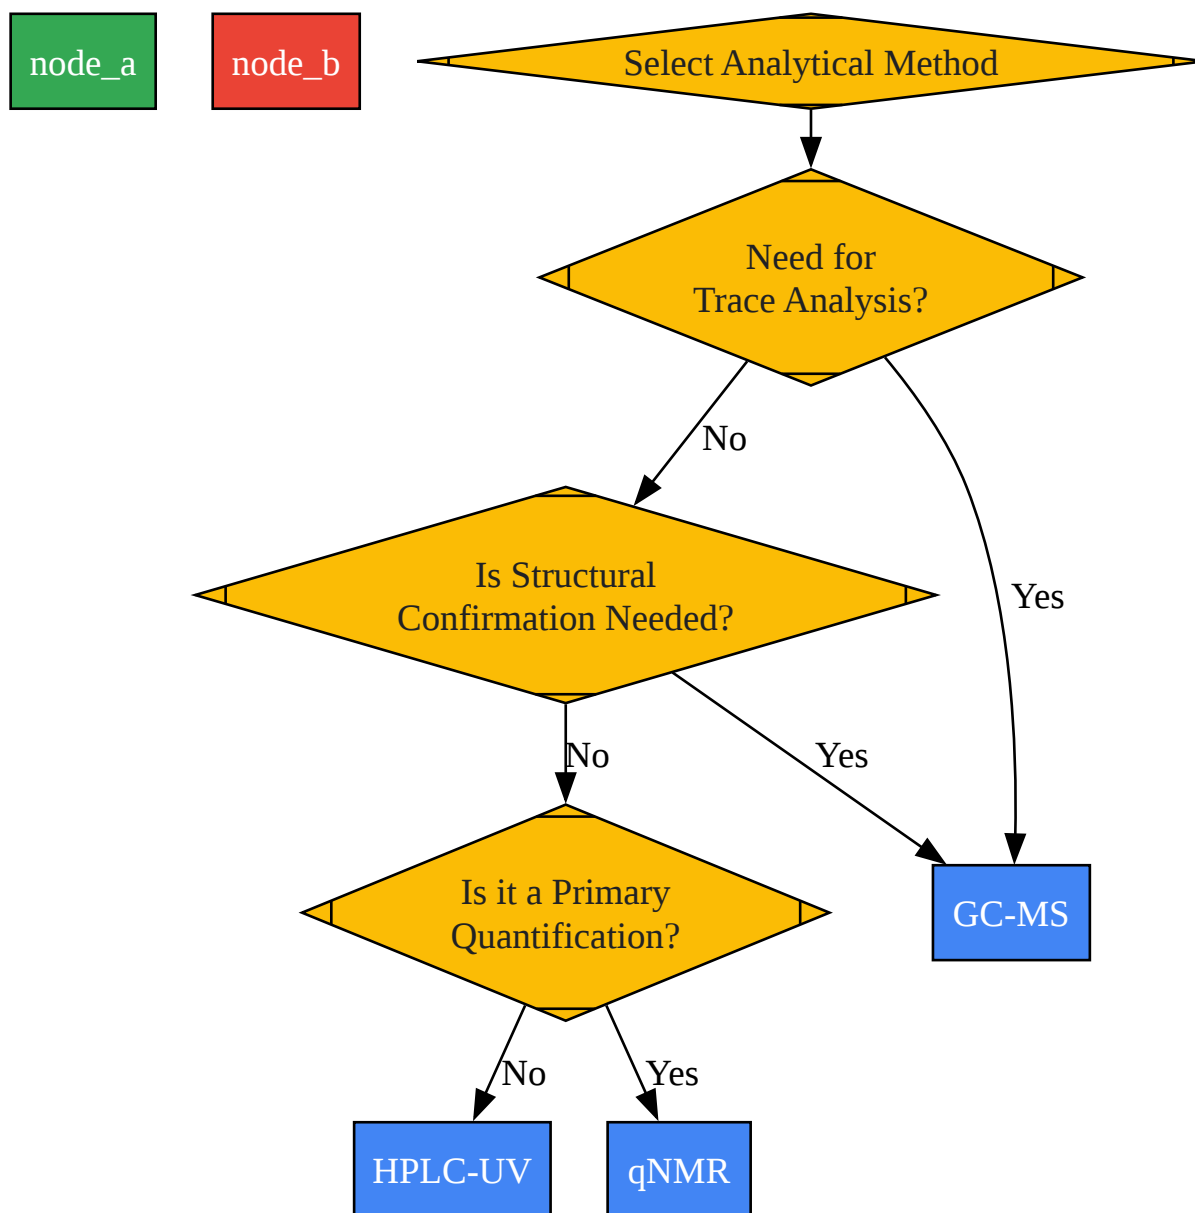 node_a
node_b
Select Analytical Method
Need for
Trace Analysis?
No
Yes
Is Structural
Confirmation Needed?
No
Yes
Is it a Primary
Quantification?
GC-MS
No
Yes
HPLC-UV
qNMR